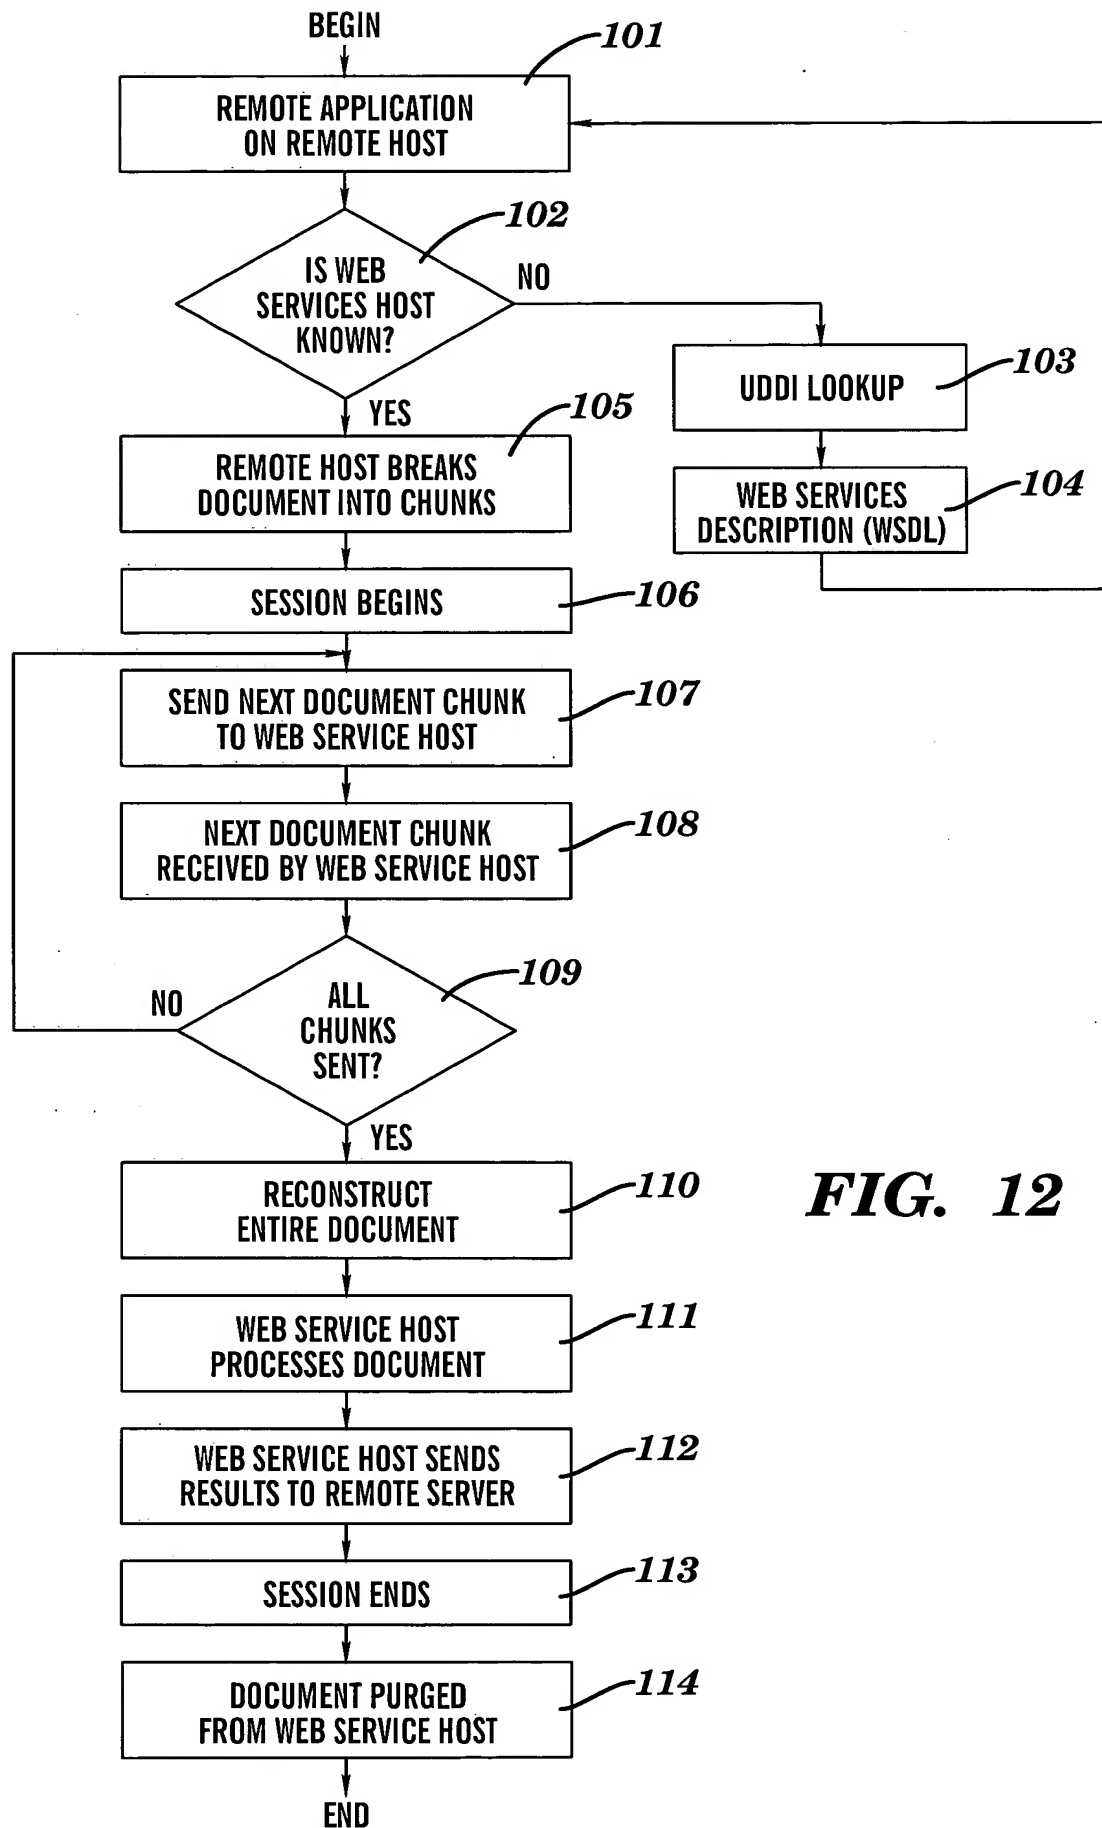 BEGIN
101
REMOTE APPLICATION
ON REMOTE HOST
102
IS WEB
SERVICES HOST
KNOWN?
NO
103
UDDI LOOKUP
YES
105
REMOTE HOST BREAKS
DOCUMENT INTO CHUNKS
104
WEB SERVICES
DESCRIPTION (WSDL)
106
SESSION BEGINS
107
SEND NEXT DOCUMENT CHUNK
TO WEB SERVICE HOST
108
NEXT DOCUMENT CHUNK
RECEIVED BY WEB SERVICE HOST
109
ALL
CHUNKS
SENT?
NO
YES
110
RECONSTRUCT
ENTIRE DOCUMENT
FIG. 12
111
WEB SERVICE HOST
PROCESSES DOCUMENT
112
WEB SERVICE HOST SENDS
RESULTS TO REMOTE SERVER
113
SESSION ENDS
114
DOCUMENT PURGED
FROM WEB SERVICE HOST
END